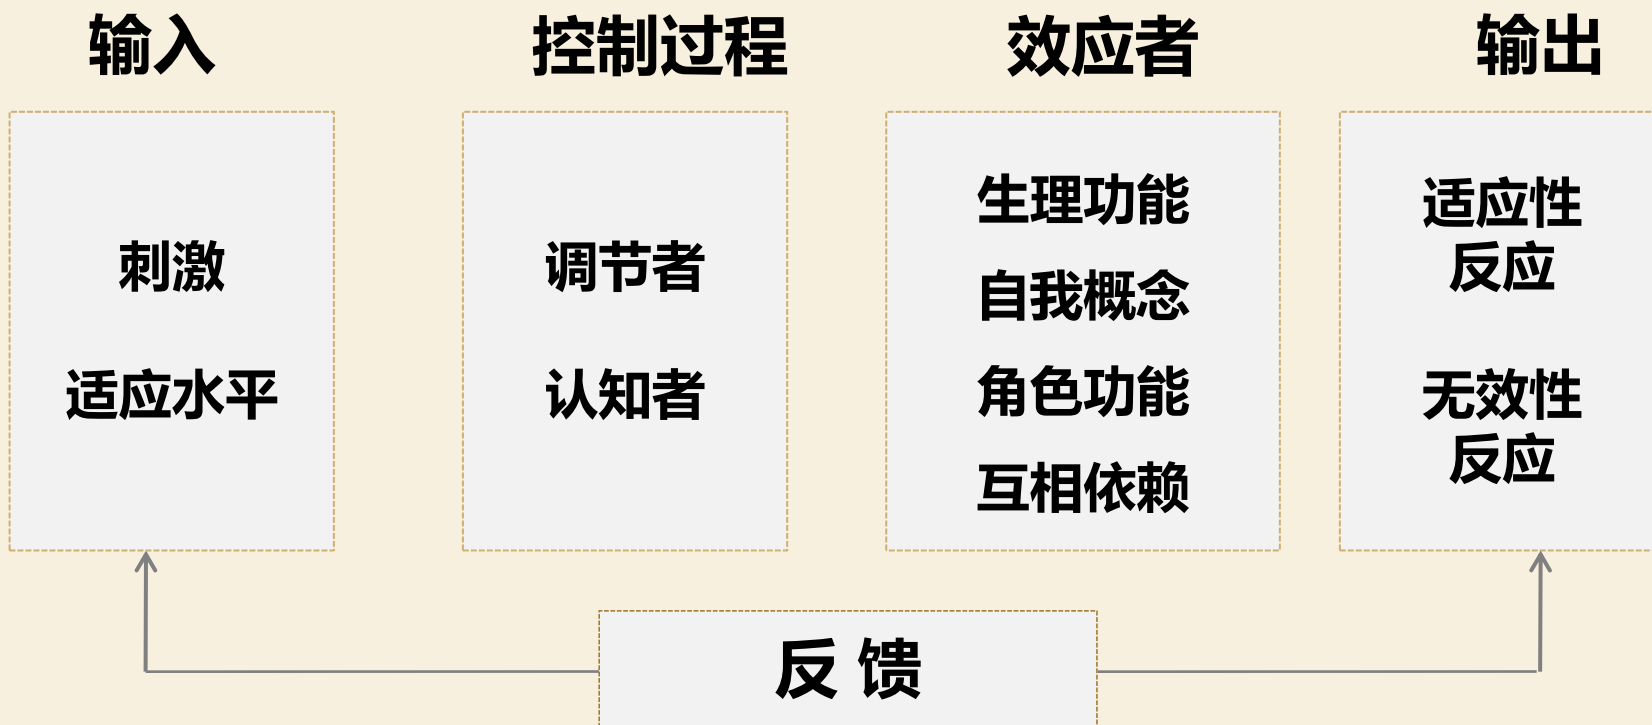 输入
控制过程
效应者
输出
刺激
适应水平
调节者
认知者
生理功能
自我概念
角色功能
互相依赖
适应性
反应
无效性
反应
反 馈